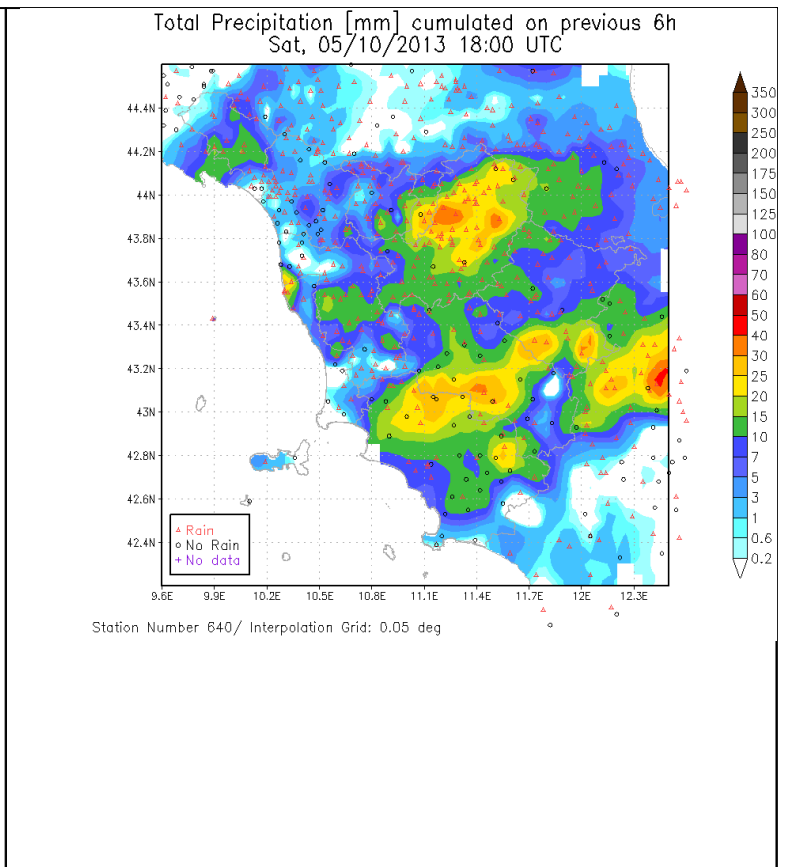 Total Precipitation [mm] cumulated on previous 6h
Sat, 05/10/2013 18:00 UTC
44.4N
44.2N
44N
43.8N
43.6N
43.4N
43.2N
43N
42.8N
42.6N
42.4N
9.6E 9.9E 10.2E 10.5E 10.8E 11.1E 11.4E 11.7E 12E 12.3E
Rain
No Rain
No data
350
300
250
200
175
150
125
100
80
70
60
50
40
30
25
20
15
10
7
5
3
1
0.6
0.2
Station Number 640/ Interpolation Grid: 0.05 deg